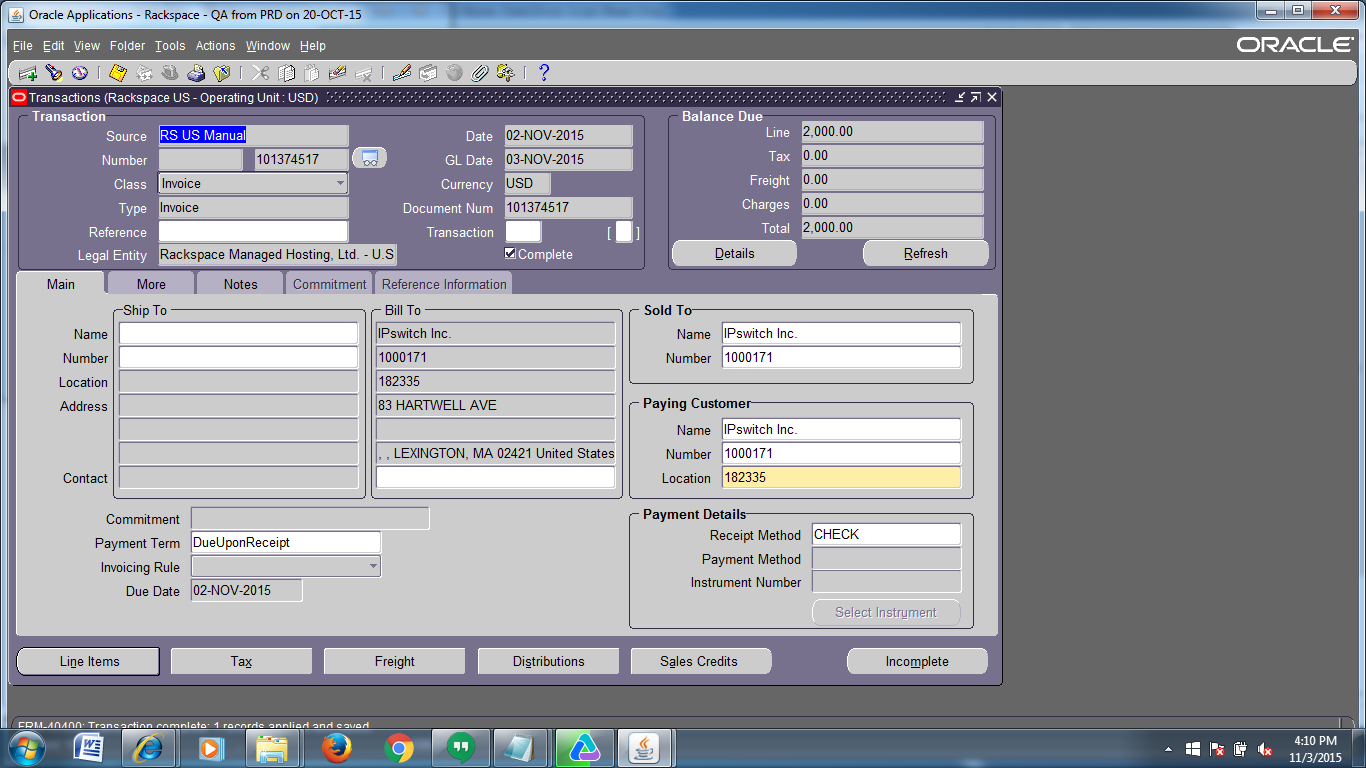 Oracle Applications - Rackspace - QA from PRD on 20-OCT-15
File Edit View Folder Tools Actions Window Help
ORACLE
Transactions (Rackspace US - Operating Unit : USD)
Transaction
Source RS US Manual
Number 101374517
Class Invoice
Type Invoice
Reference
Legal Entity Rackspace Managed Hosting, Ltd. - U.S
Date 02-NOV-2015
GL Date 03-NOV-2015
Currency USD
Document Num 101374517
Transaction [ ]
Complete
Balance Due
Line 2,000.00
Tax 0.00
Freight 0.00
Charges 0.00
Total 2,000.00
Details Refresh
Main More Notes Commitment Reference Information
Ship To
Name
Number
Location
Address
Contact
Bill To
IPswitch Inc.
1000171
182335
83 HARTWELL AVE
, , LEXINGTON, MA 02421 United States
Sold To
Name IPswitch Inc.
Number 1000171
Paying Customer
Name IPswitch Inc.
Number 1000171
Location 182335
Commitment
Payment Term DueUponReceipt
Invoicing Rule
Due Date 02-NOV-2015
Payment Details
Receipt Method CHECK
Payment Method
Instrument Number
Select Instrument
Line Items Tax Freight Distributions Sales Credits Incomplete
FRM-40400: Transaction complete: 1 records applied and saved.
4:10 PM
11/3/2015